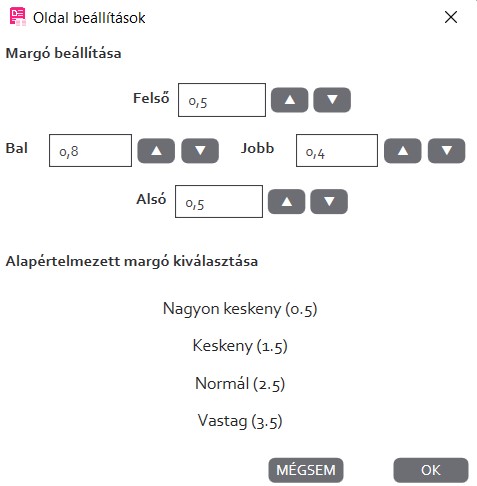 Oldal beállítások
Margó beállítása
Felső 0,5
Bal 0,8 Jobb 0,4
Alsó 0,5
Alapértelmezett margó kiválasztása
Nagyon keskeny (0.5)
Keskeny (1.5)
Normál (2.5)
Vastag (3.5)
MÉGSEM OK